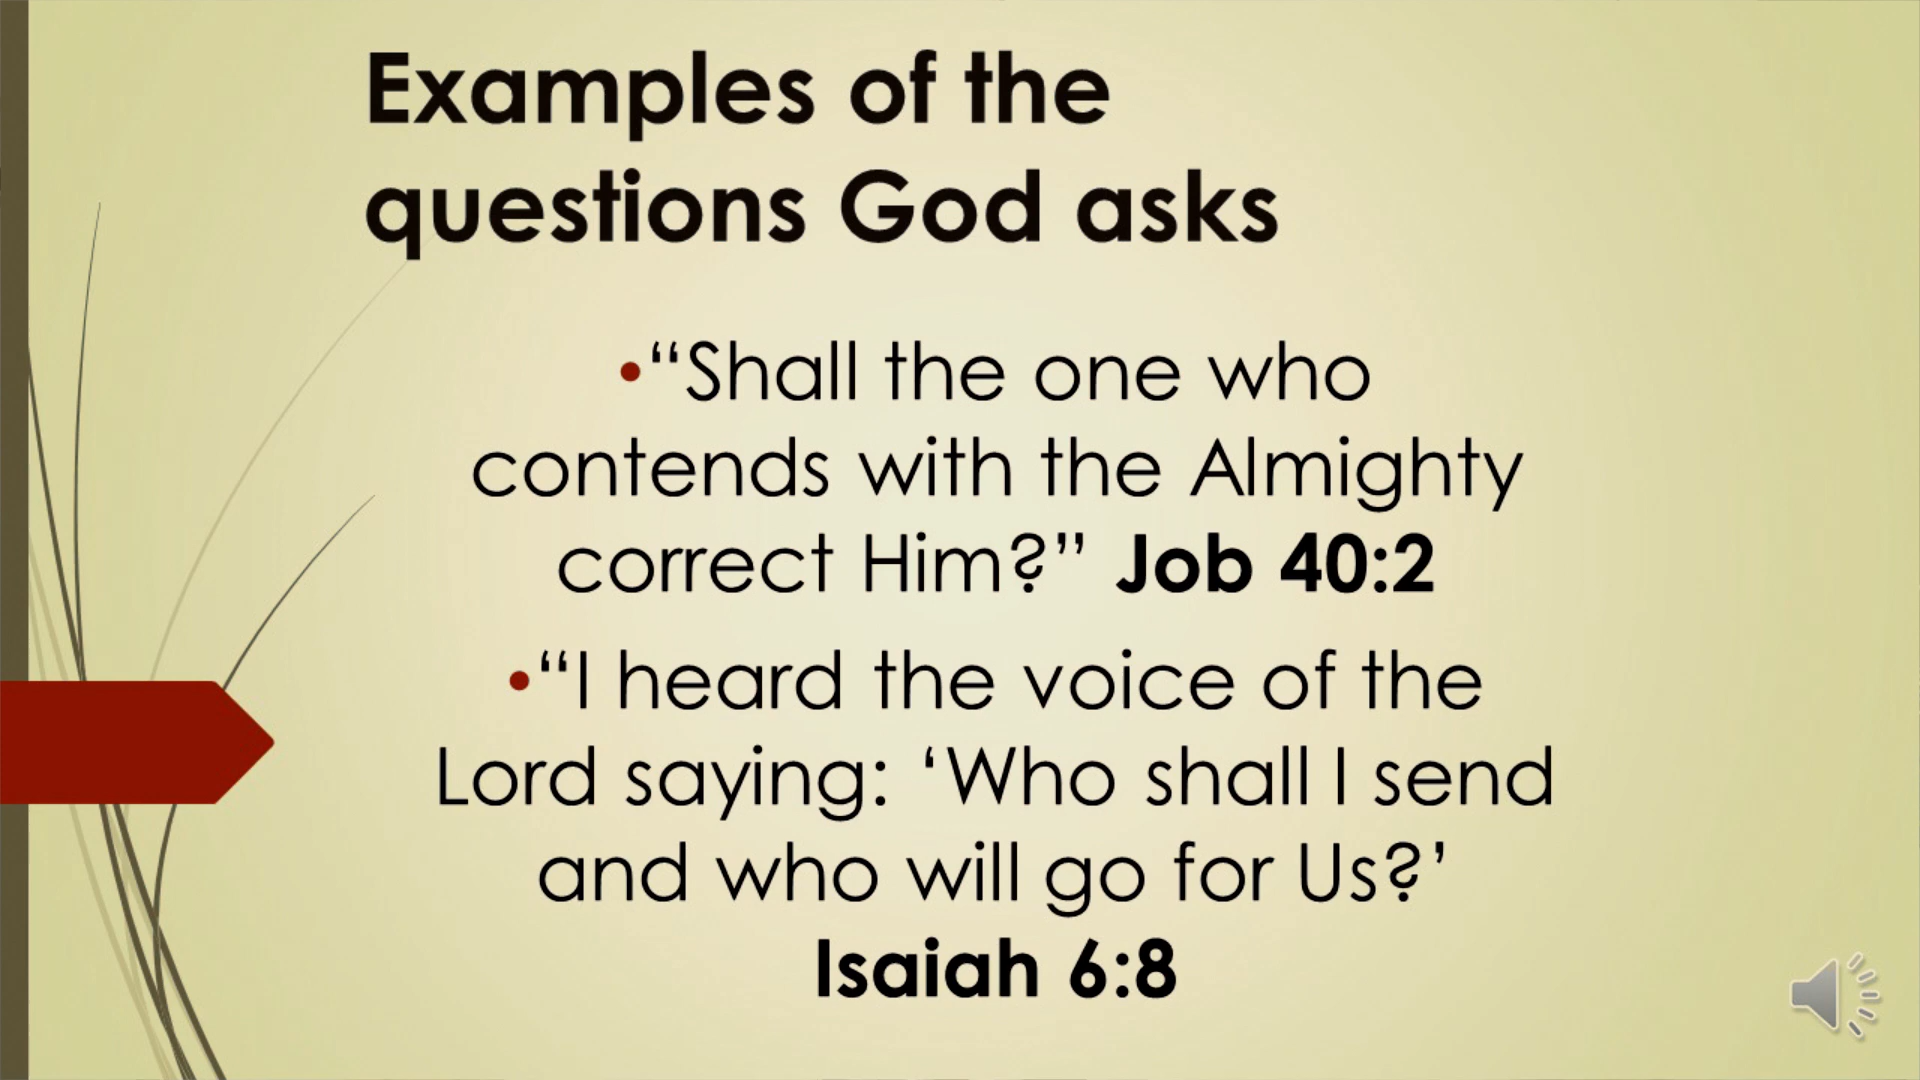 Examples of the
questions God asks
•“Shall the one who
contends with the Almighty
correct Him?” Job 40:2
•“I heard the voice of the
Lord saying: ‘Who shall I send
and who will go for Us?’
Isaiah 6:8